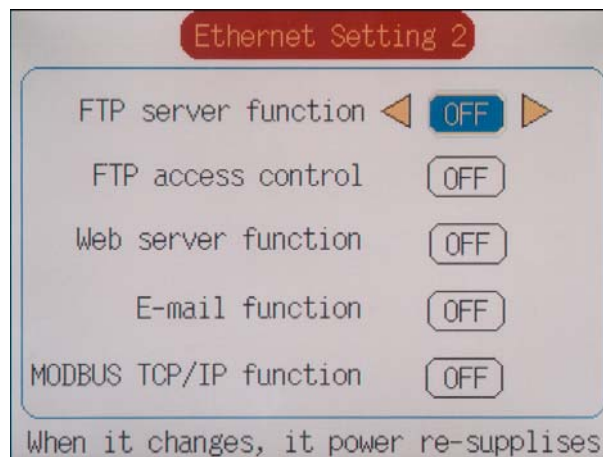 Ethernet Setting 2
FTP server function OFF
FTP access control OFF
Web server function OFF
E-mail function OFF
MODBUS TCP/IP function OFF
When it changes, it power re-supplises